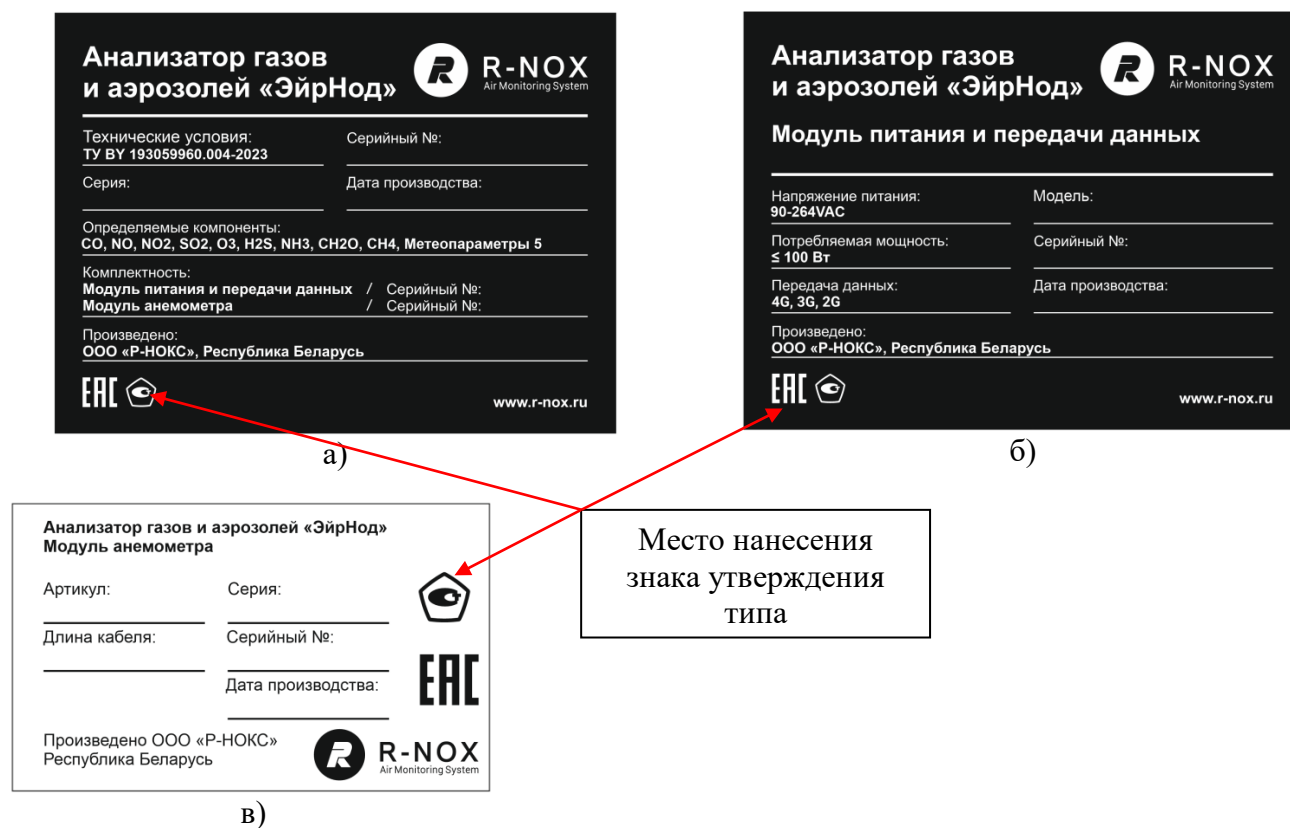 Анализатор газов
и аэрозолей «ЭйрНод»
R-NOX
Air Monitoring System
Технические условия:
ТУ BY 193059960.004-2023
Серийный №:
Серия:
Дата производства:
Определяемые компоненты:
CO, NO, NO2, SO2, O3, H2S, NH3, CH2O, CH4, Метеопараметры 5
Комплектность:
Модуль питания и передачи данных / Серийный №:
Модуль анемометра / Серийный №:
Произведено:
ООО «Р-НОКС», Республика Беларусь
EAC
www.r-nox.ru
а)
Анализатор газов
и аэрозолей «ЭйрНод»
R-NOX
Air Monitoring System
Модуль питания и передачи данных
Напряжение питания:
90-264VAC
Модель:
Потребляемая мощность:
≤ 100 Вт
Серийный №:
Передача данных:
4G, 3G, 2G
Дата производства:
Произведено:
ООО «Р-НОКС», Республика Беларусь
EAC
www.r-nox.ru
б)
Анализатор газов и аэрозолей «ЭйрНод»
Модуль анемометра
Артикул:
Серия:
Длина кабеля:
Серийный №:
Дата производства:
EAC
Произведено ООО «Р-НОКС»
Республика Беларусь
R-NOX
Air Monitoring System
в)
Место нанесения
знака утверждения
типа